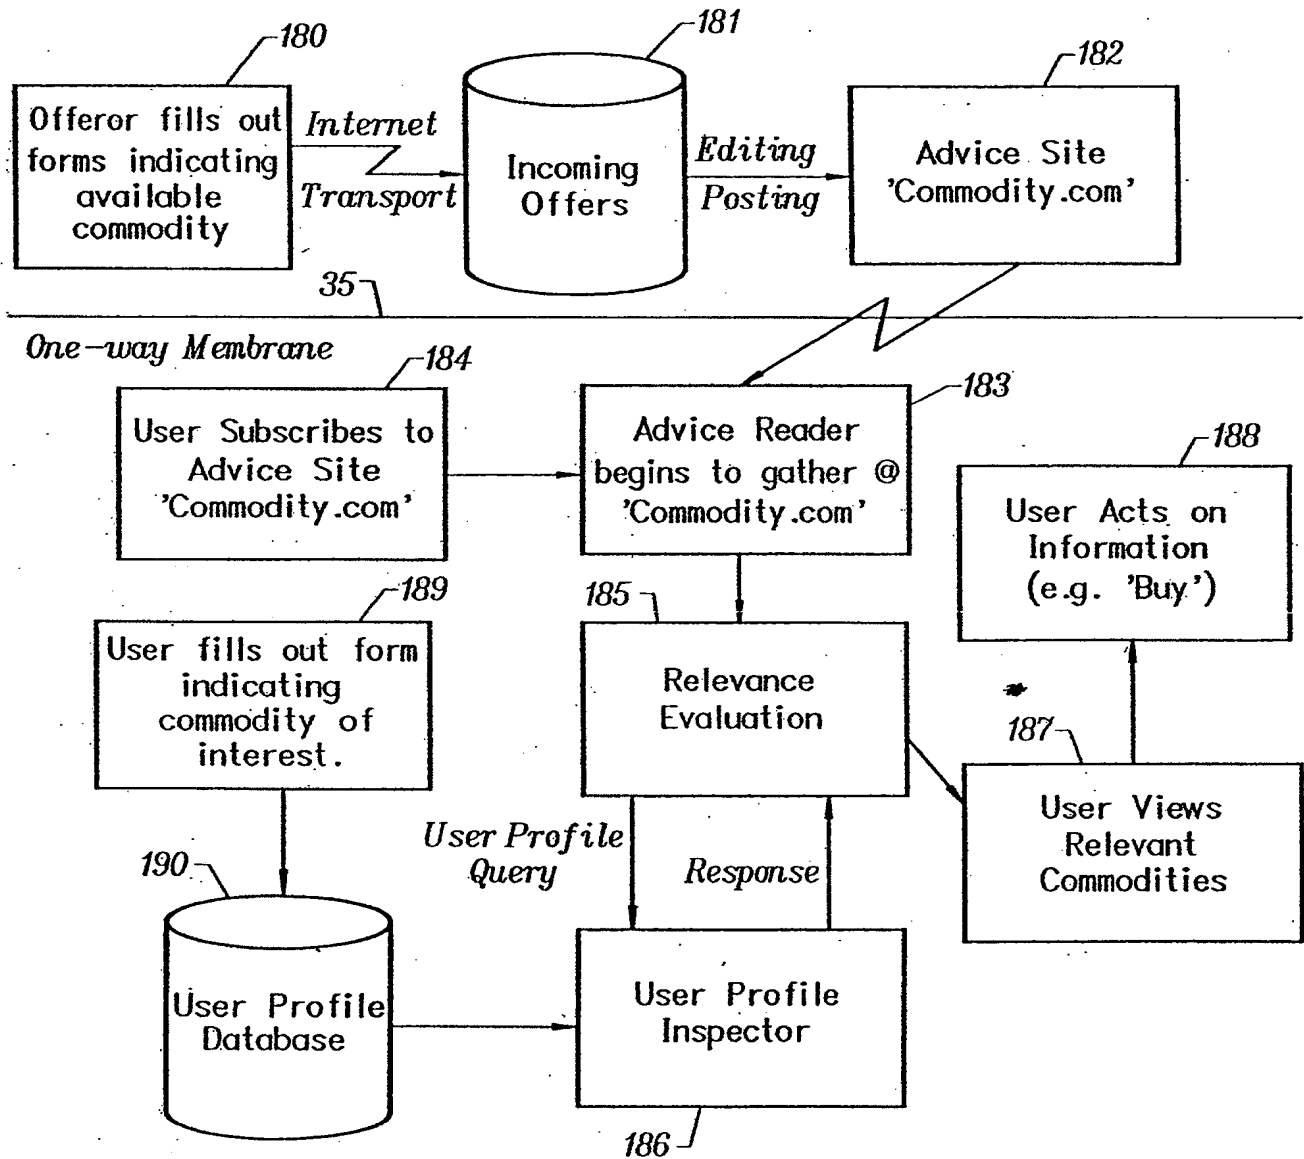 180
181
182
Offeror fills out
forms indicating
available
commodity
Internet
Transport
Incoming
Offers
Editing
Posting
Advice Site
'Commodity.com'
35
One-way Membrane
184
183
188
User Subscribes to
Advice Site
'Commodity.com'
Advice Reader
begins to gather @
'Commodity.com'
User Acts on
Information
(e.g. 'Buy')
189
185
User fills out form
indicating
commodity of
interest.
Relevance
Evaluation
187
User Views
Relevant
Commodities
User Profile
Query
Response
190
User Profile
Database
User Profile
Inspector
186